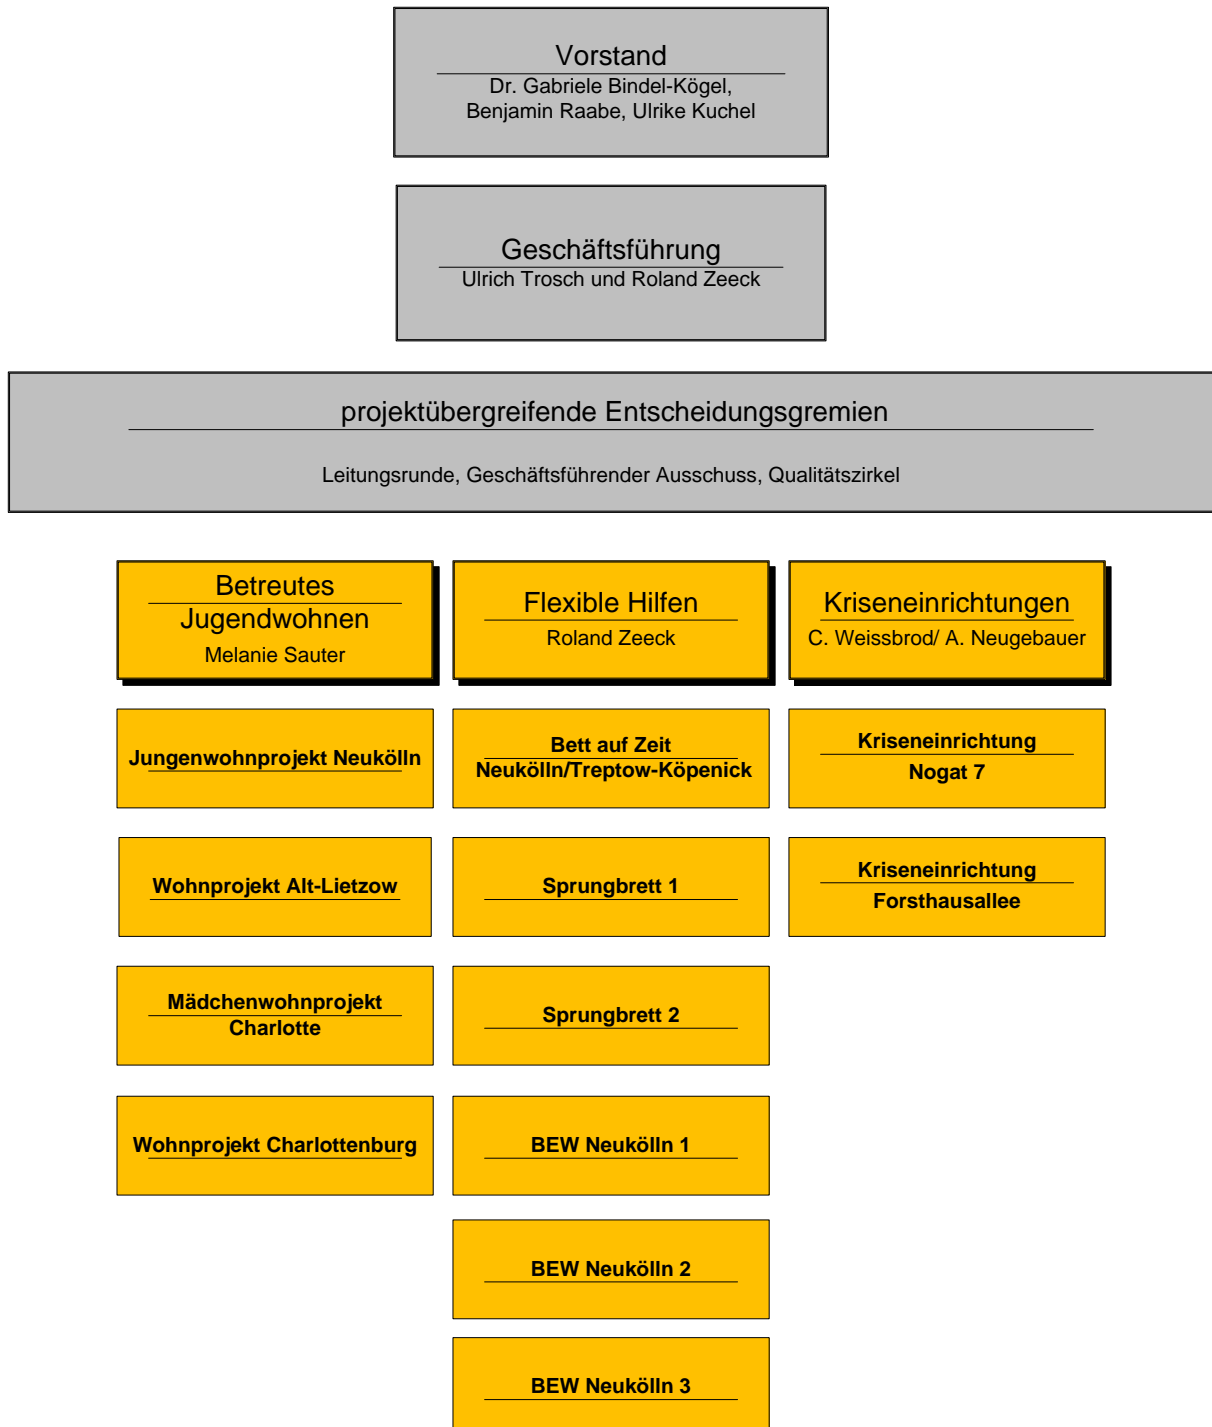 Vorstand
Dr. Gabriele Bindel-Kögel,
Benjamin Raabe, Ulrike Kuchel
Geschäftsführung
Ulrich Trosch und Roland Zeeck
projektübergreifende Entscheidungsgremien
Leitungsrunde, Geschäftsführender Ausschuss, Qualitätszirkel
Betreutes
Jugendwohnen
Melanie Sauter
Flexible Hilfen
Roland Zeeck
Kriseneinrichtungen
C. Weissbrod/ A. Neugebauer
Jungenwohnprojekt Neukölln
Bett auf Zeit
Neukölln/Treptow-Köpenick
Kriseneinrichtung
Nogat 7
Wohnprojekt Alt-Lietzow
Sprungbrett 1
Kriseneinrichtung
Forsthausallee
Mädchenwohnprojekt
Charlotte
Sprungbrett 2
Wohnprojekt Charlottenburg
BEW Neukölln 1
BEW Neukölln 2
BEW Neukölln 3